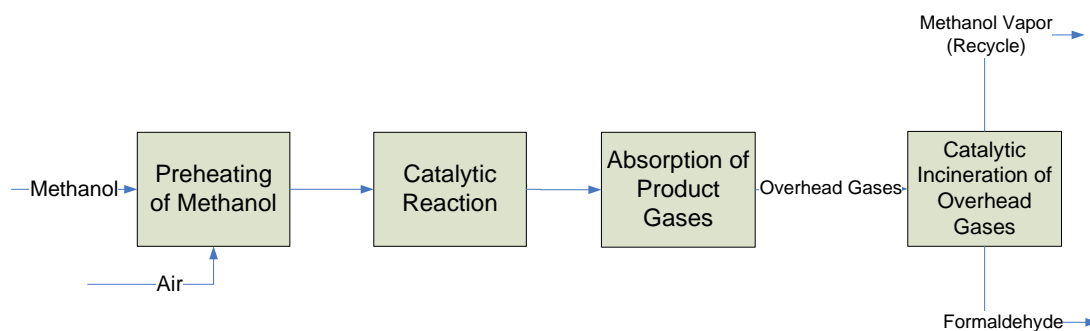 Methanol
Air
Preheating
of Methanol
Catalytic
Reaction
Absorption of
Product
Gases
Overhead Gases
Methanol Vapor
(Recycle)
Catalytic
Incineration of
Overhead
Gases
Formaldehyde